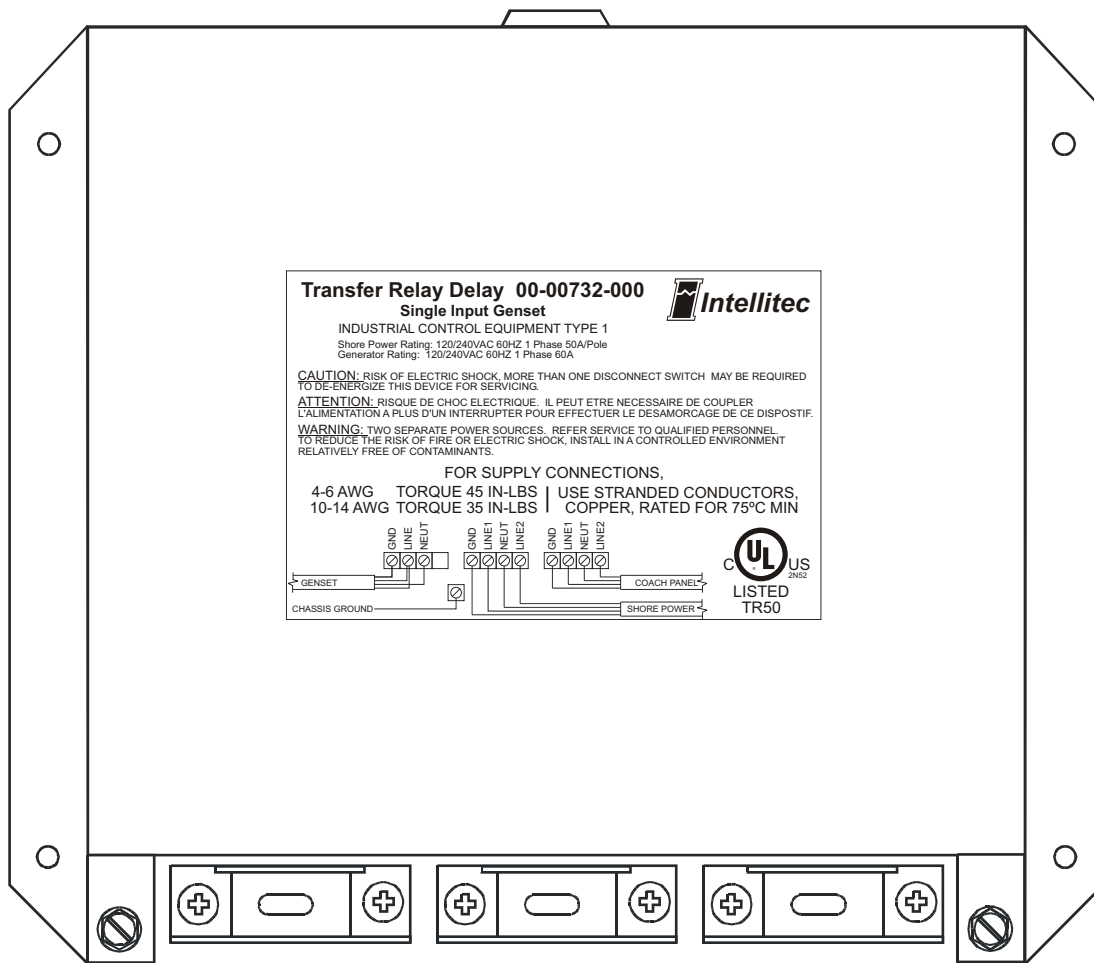 Transfer Relay Delay 00-00732-000
Intellitec
Single Input Genset
INDUSTRIAL CONTROL EQUIPMENT TYPE 1
Shore Power Rating: 120/240VAC 60HZ 1 Phase 50A/Pole
Generator Rating: 120/240VAC 60HZ 1 Phase 60A
CAUTION: RISK OF ELECTRIC SHOCK, MORE THAN ONE DISCONNECT SWITCH MAY BE REQUIRED
TO DE-ENERGIZE THIS DEVICE FOR SERVICING.
ATTENTION: RISQUE DE CHOC ELECTRIQUE. IL PEUT ETRE NECESSAIRE DE COUPLER
L'ALIMENTATION A PLUS D'UN INTERRUPTER POUR EFFECTUER LE DESAMORCAGE DE CE DISPOSTIF.
WARNING: TWO SEPARATE POWER SOURCES. REFER SERVICE TO QUALIFIED PERSONNEL.
TO REDUCE THE RISK OF FIRE OR ELECTRIC SHOCK, INSTALL IN A CONTROLLED ENVIRONMENT
RELATIVELY FREE OF CONTAMINANTS.
FOR SUPPLY CONNECTIONS,
4-6 AWG TORQUE 45 IN-LBS
10-14 AWG TORQUE 35 IN-LBS
USE STRANDED CONDUCTORS,
COPPER, RATED FOR 75ºC MIN
GND
LINE
NEUT
GND
LINE1
NEUT
LINE2
GND
LINE1
NEUT
LINE2
GENSET
CHASSIS GROUND
COACH PANEL
SHORE POWER
C UL US
2N52
LISTED
TR50